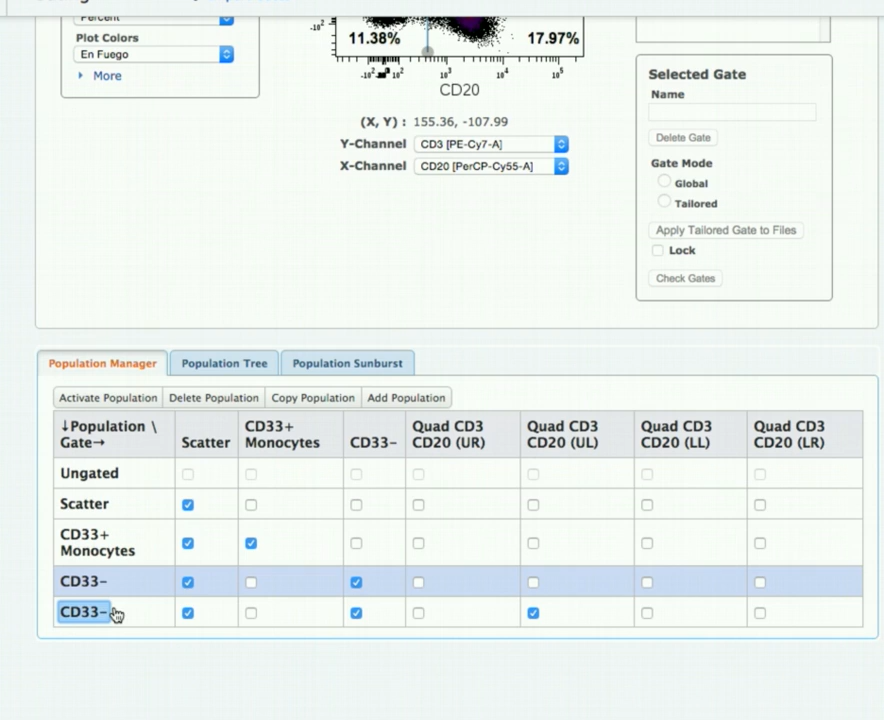 Percent
Plot Colors
En Fuego
More
-10²
11.38%
17.97%
-10²
10²
10³
10⁴
10⁵
CD20
(X, Y) : 155.36, -107.99
Y-Channel CD3 [PE-Cy7-A]
X-Channel CD20 [PerCP-Cy55-A]
Selected Gate
Name
Delete Gate
Gate Mode
Global
Tailored
Apply Tailored Gate to Files
Lock
Check Gates
Population Manager Population Tree Population Sunburst
Activate Population Delete Population Copy Population Add Population
↓Population \
Gate→
Scatter
CD33+
Monocytes
CD33-
Quad CD3
CD20 (UR)
Quad CD3
CD20 (UL)
Quad CD3
CD20 (LL)
Quad CD3
CD20 (LR)
Ungated
Scatter
CD33+
Monocytes
CD33-
CD33-